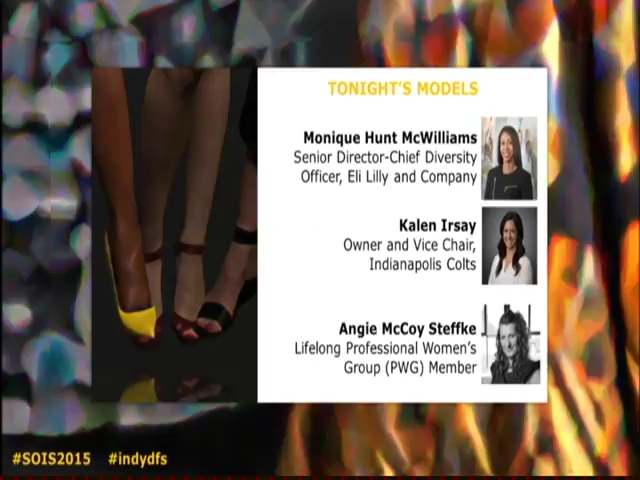 TONIGHT'S MODELS
Monique Hunt McWilliams
Senior Director-Chief Diversity
Officer, Eli Lilly and Company
Kalen Irsay
Owner and Vice Chair,
Indianapolis Colts
Angie McCoy Steffke
Lifelong Professional Women's
Group (PWG) Member
#SOIS2015 #indydfs